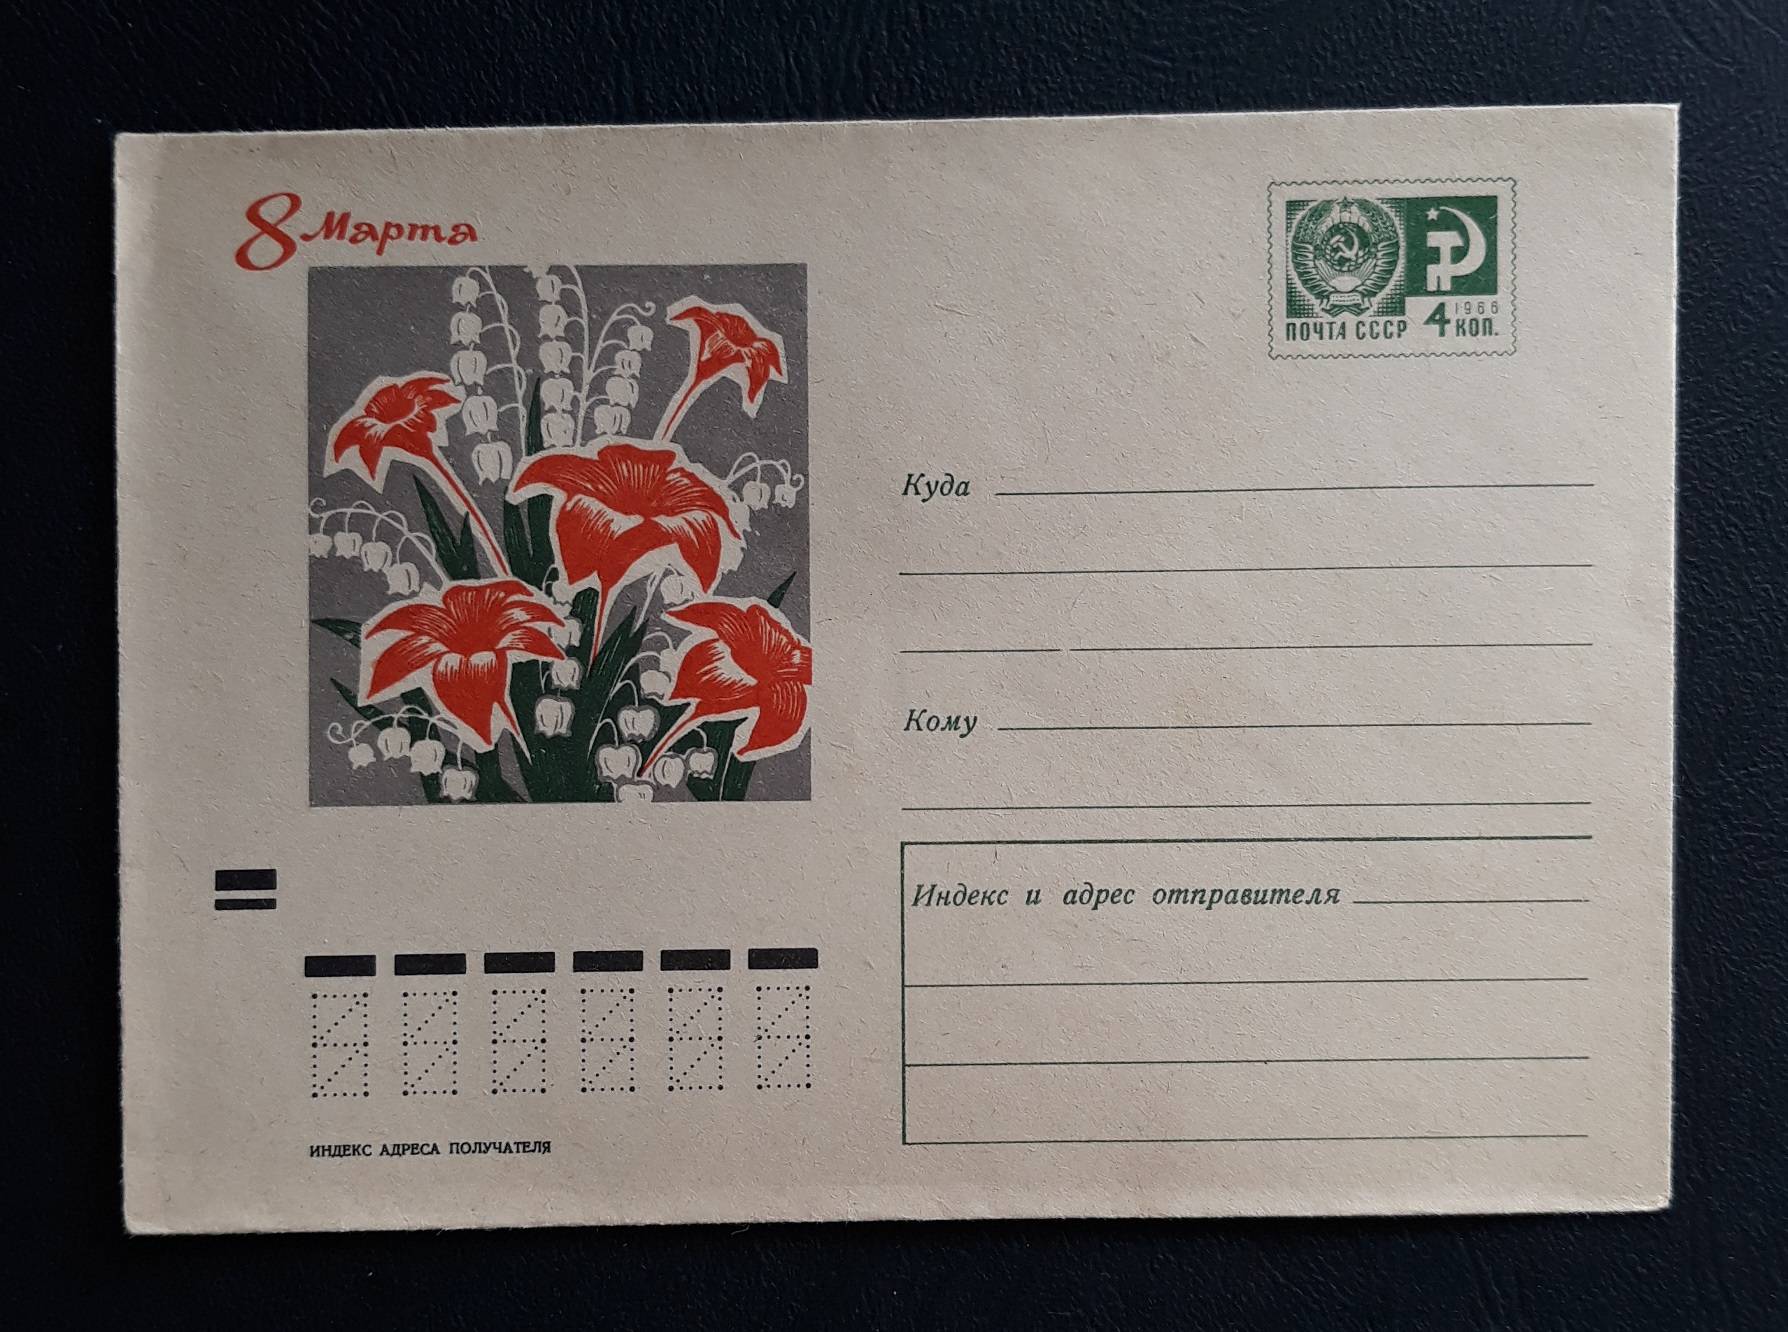 8 Марта
ПОЧТА СССР 4 1966 КОП.
Куда
Кому
Индекс и адрес отправителя
ИНДЕКС АДРЕСА ПОЛУЧАТЕЛЯ